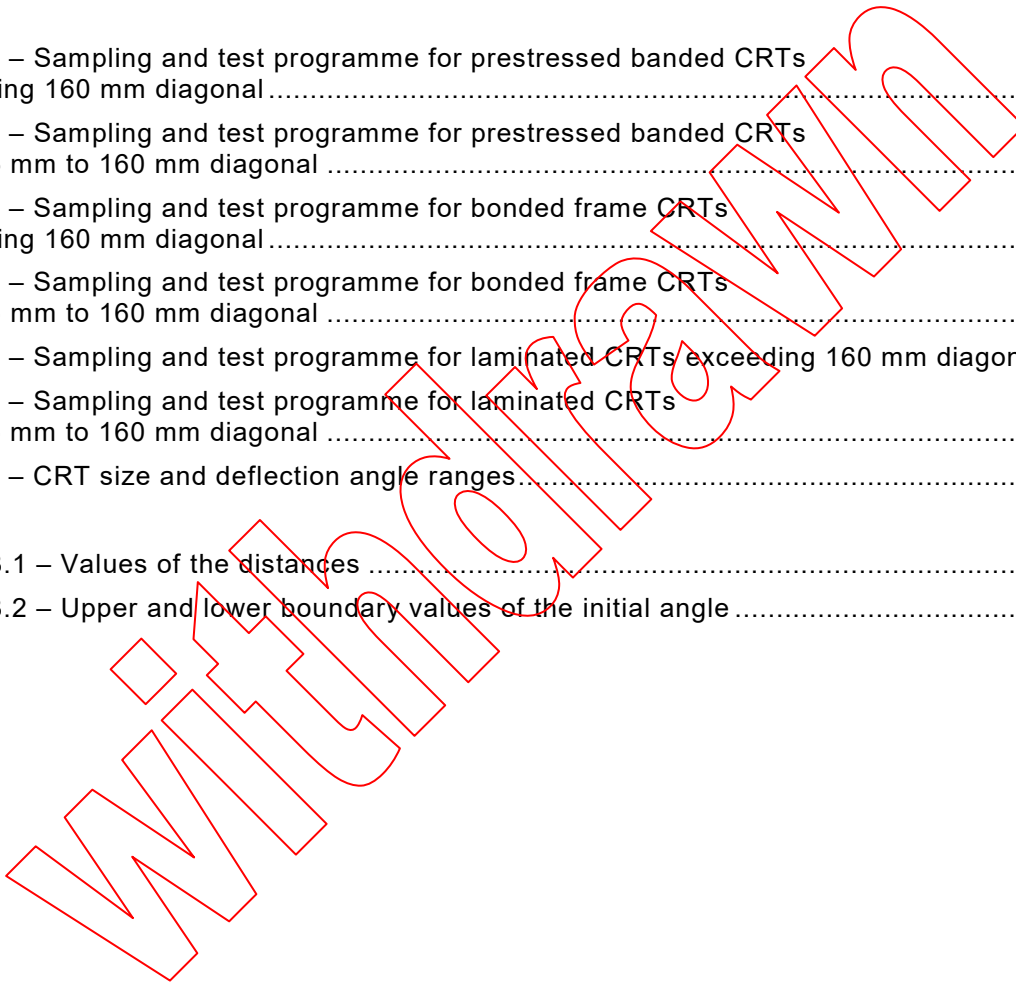 – Sampling and test programme for prestressed banded CRTs
ing 160 mm diagonal
– Sampling and test programme for prestressed banded CRTs
mm to 160 mm diagonal
– Sampling and test programme for bonded frame CRTs
ing 160 mm diagonal
– Sampling and test programme for bonded frame CRTs
mm to 160 mm diagonal
– Sampling and test programme for laminated CRTs exceeding 160 mm
– Sampling and test programme for laminated CRTs
mm to 160 mm diagonal
– CRT size and deflection angle ranges
.1 – Values of the distances
.2 – Upper and lower boundary values of the initial angle
withdrawn